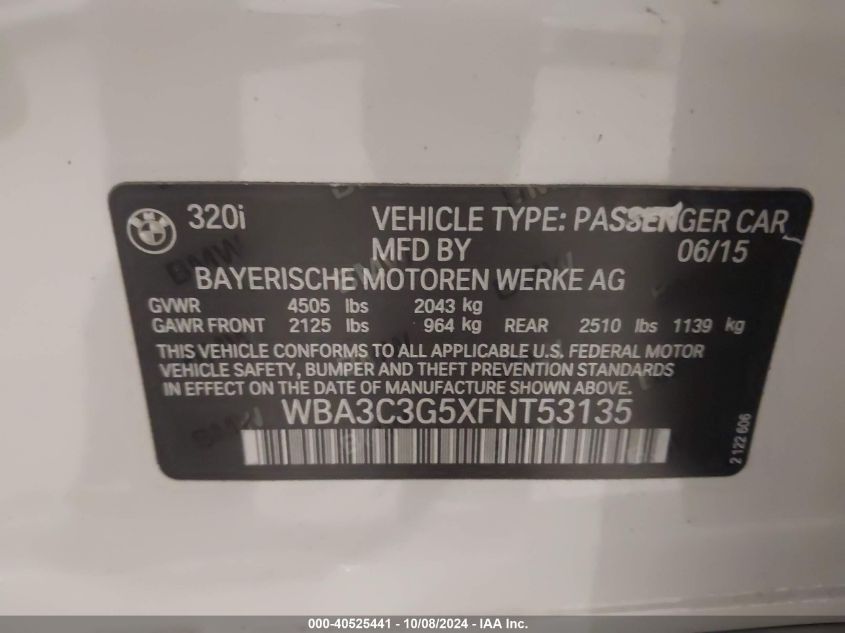 320i VEHICLE TYPE: PASSENGER CAR
MFD BY 06/15
BAYERISCHE MOTOREN WERKE AG
GVWR 4505 lbs 2043 kg
GAWR FRONT 2125 lbs 964 kg REAR 2510 lbs 1139 kg
THIS VEHICLE CONFORMS TO ALL APPLICABLE U.S. FEDERAL MOTOR
VEHICLE SAFETY, BUMPER AND THEFT PREVENTION STANDARDS
IN EFFECT ON THE DATE OF MANUFACTURE SHOWN ABOVE.
WBA3C3G5XFNT53135
2 122 606
000-40525441 - 10/08/2024 - IAA Inc.